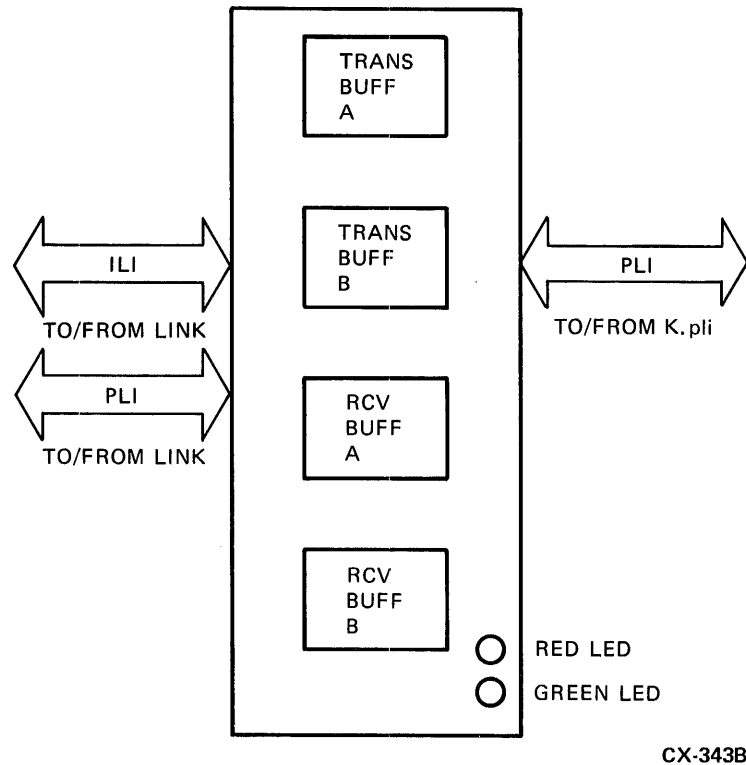 TRANS
BUFF
A
TRANS
BUFF
B
ILI
TO/FROM LINK
PLI
TO/FROM LINK
PLI
TO/FROM K.pli
RCV
BUFF
A
RCV
BUFF
B
RED LED
GREEN LED
CX-343B